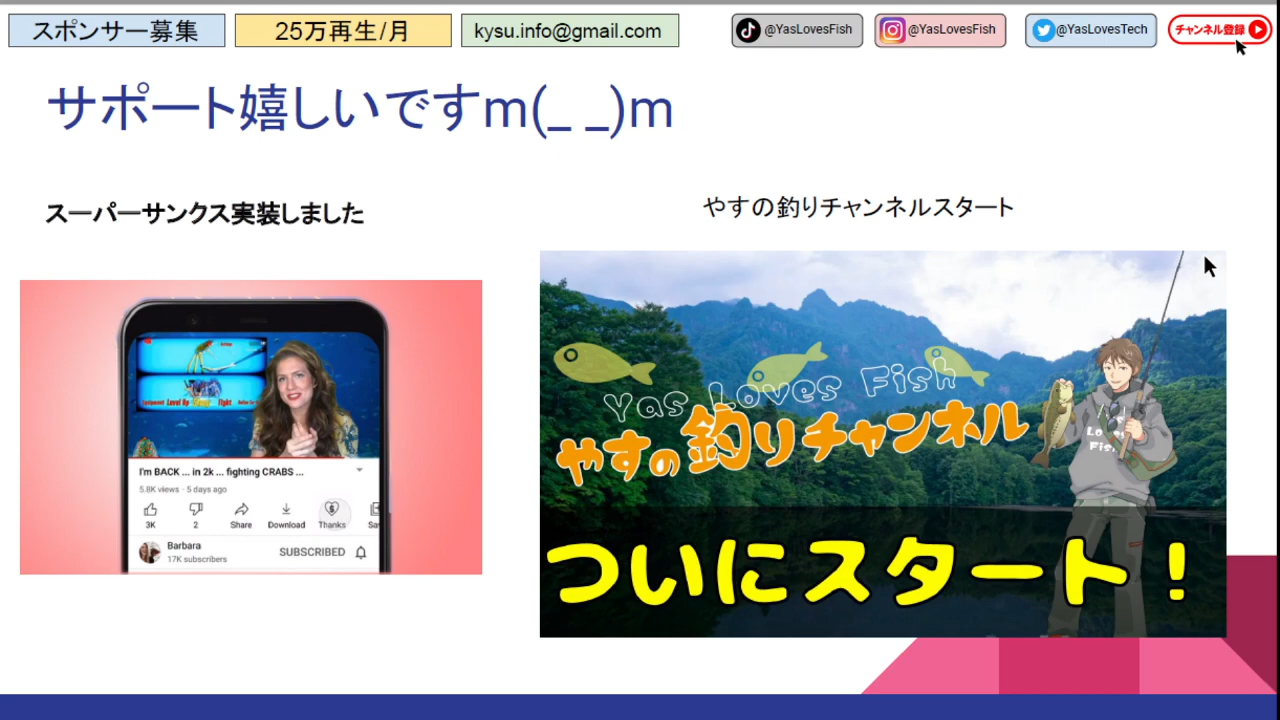 スポンサー募集
25万再生/月
kysu.info@gmail.com
@YasLovesFish
@YasLovesFish
@YasLovesTech
チャンネル登録
サポート嬉しいですm(_ _)m
スーパーサンクス実装しました
やすの釣りチャンネルスタート
I'm BACK ... in 2k ... fighting CRABS ...
5.8K views · 5 days ago
3K
2
Share
Download
Thanks
Sa
Barbara
17K subscribers
SUBSCRIBED
Yas Loves Fish
やすの釣りチャンネル
ついにスタート！